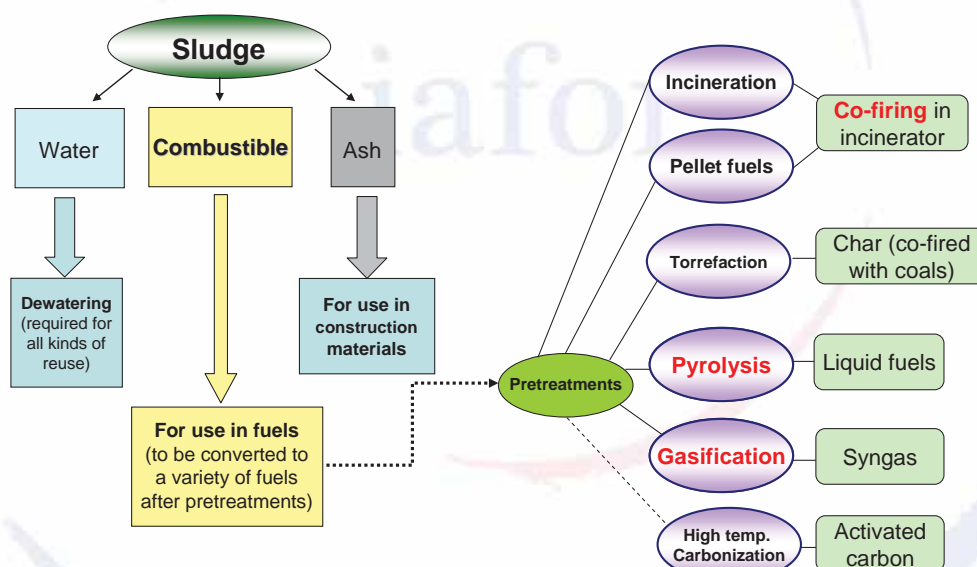 Sludge
Water
Combustible
Ash
Dewatering
(required for
all kinds of
reuse)
For use in
construction
materials
For use in fuels
(to be converted to
a variety of fuels
after pretreatments)
Pretreatments
Incineration
Pellet fuels
Co-firing in
incinerator
Torrefaction
Char (co-fired
with coals)
Pyrolysis
Liquid fuels
Gasification
Syngas
High temp.
Carbonization
Activated
carbon
iafor